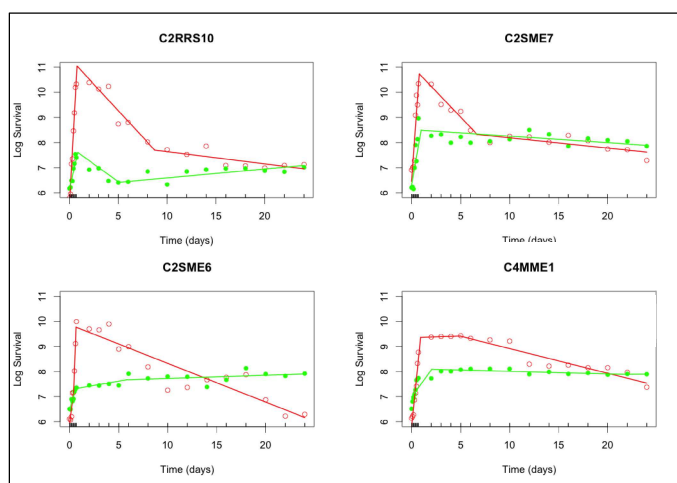 C2RRS10
Log Survival
11
10
9
8
7
6
0 5 10 15 20
Time (days)
C2SME7
Log Survival
11
10
9
8
7
6
0 5 10 15 20
Time (days)
C2SME6
Log Survival
11
10
9
8
7
6
0 5 10 15 20
Time (days)
C4MME1
Log Survival
11
10
9
8
7
6
0 5 10 15 20
Time (days)